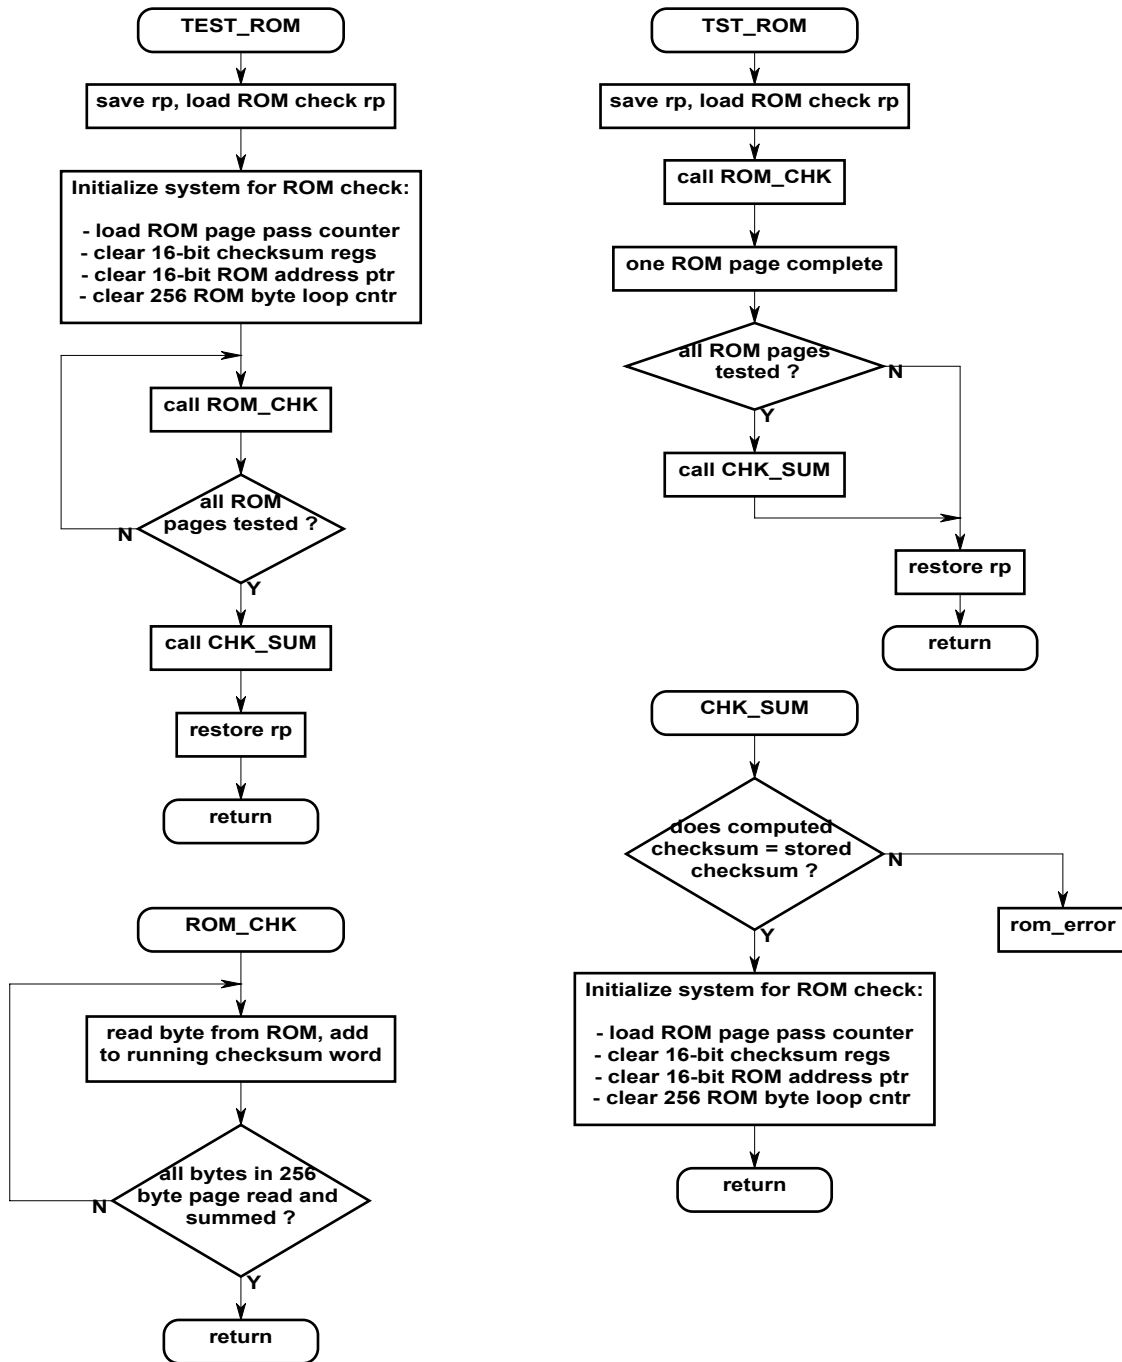 TEST_ROM
save rp, load ROM check rp
Initialize system for ROM check:
- load ROM page pass counter
- clear 16-bit checksum regs
- clear 16-bit ROM address ptr
- clear 256 ROM byte loop cntr
call ROM_CHK
all ROM
pages tested ?
N
Y
call CHK_SUM
restore rp
return
ROM_CHK
read byte from ROM, add
to running checksum word
all bytes in 256
byte page read and
summed ?
N
Y
return
TST_ROM
save rp, load ROM check rp
call ROM_CHK
one ROM page complete
all ROM pages
tested ?
N
Y
call CHK_SUM
restore rp
return
CHK_SUM
does computed
checksum = stored
checksum ?
N
Y
rom_error
Initialize system for ROM check:
- load ROM page pass counter
- clear 16-bit checksum regs
- clear 16-bit ROM address ptr
- clear 256 ROM byte loop cntr
return